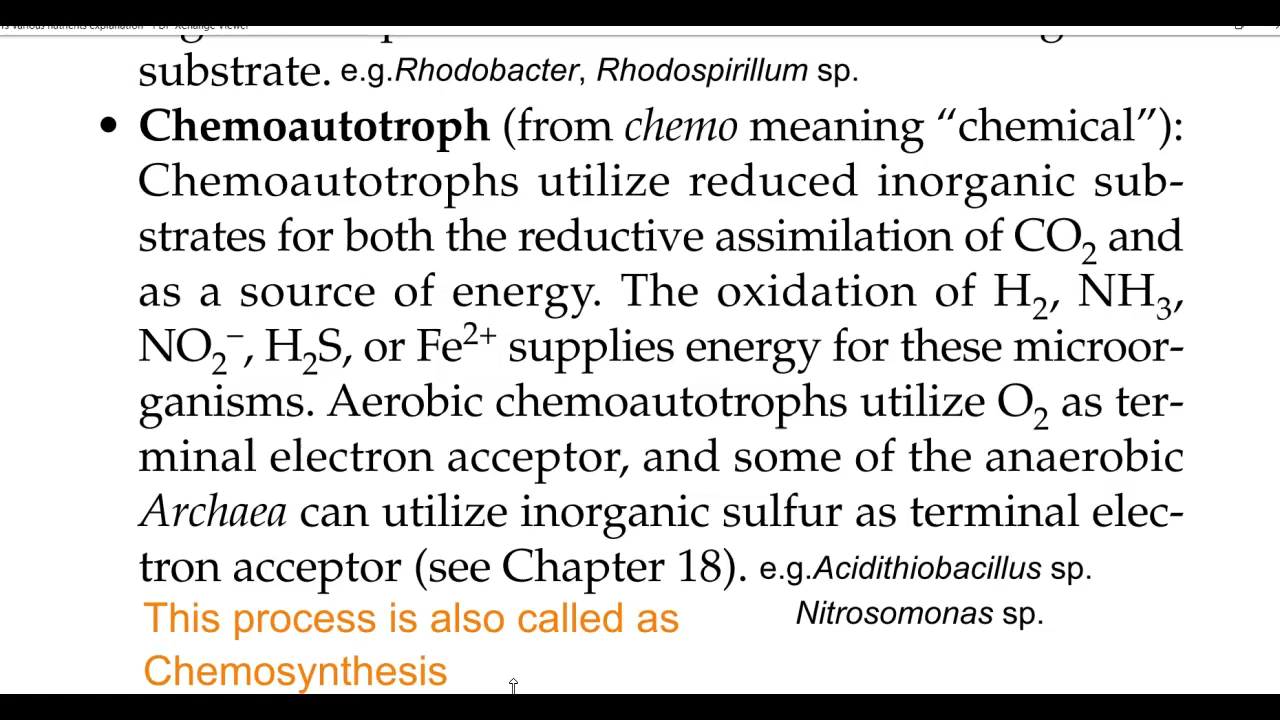 substrate. e.g.Rhodobacter, Rhodospirillum sp.
• Chemoautotroph (from chemo meaning “chemical”):
Chemoautotrophs utilize reduced inorganic sub-
strates for both the reductive assimilation of CO₂ and
as a source of energy. The oxidation of H₂, NH₃,
NO₂⁻, H₂S, or Fe²⁺ supplies energy for these microor-
ganisms. Aerobic chemoautotrophs utilize O₂ as ter-
minal electron acceptor, and some of the anaerobic
Archaea can utilize inorganic sulfur as terminal elec-
tron acceptor (see Chapter 18). e.g.Acidithiobacillus sp.
Nitrosomonas sp.
This process is also called as
Chemosynthesis